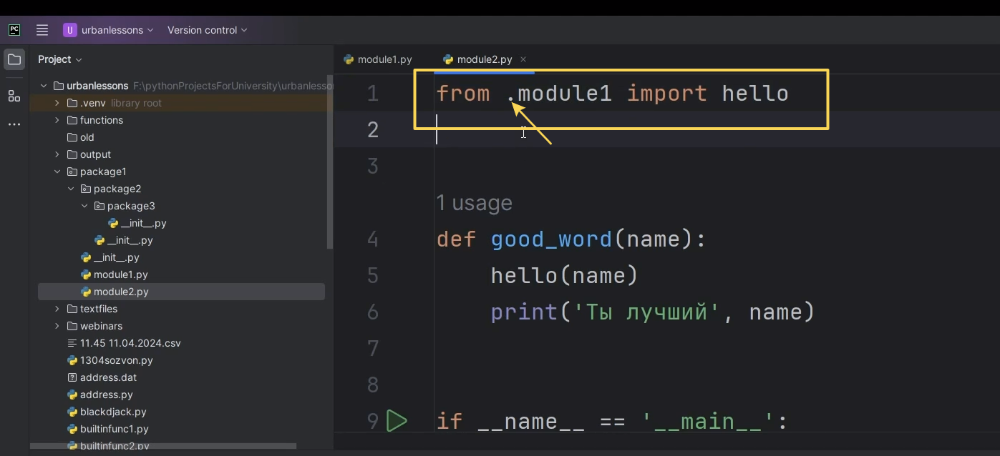 PC
U urbanlessons Version control
Project
module1.py
module2.py
urbanlessons F:\pythonProjectsForUniversity\urbanlesso
.venv library root
functions
old
output
package1
package2
package3
__init__.py
__init__.py
__init__.py
module1.py
module2.py
textfiles
webinars
11.45 11.04.2024.csv
1304sozvon.py
address.dat
address.py
blackdjack.py
builtinfunc1.py
builtinfunc2.py
1 from .module1 import hello
2
3
1 usage
4 def good_word(name):
5 hello(name)
6 print('Ты лучший', name)
7
8
9 if __name__ == '__main__':